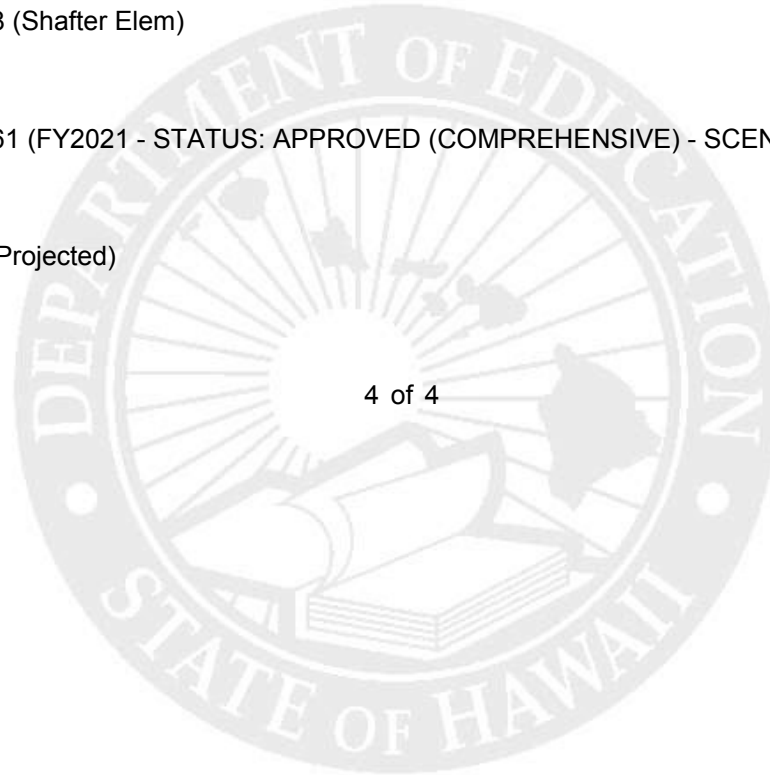 3 (Shafter Elem)
61 (FY2021 - STATUS: APPROVED (COMPREHENSIVE) - SCEN
Projected)
4 of 4
DEPARTMENT OF EDUCATION
STATE OF HAWAII